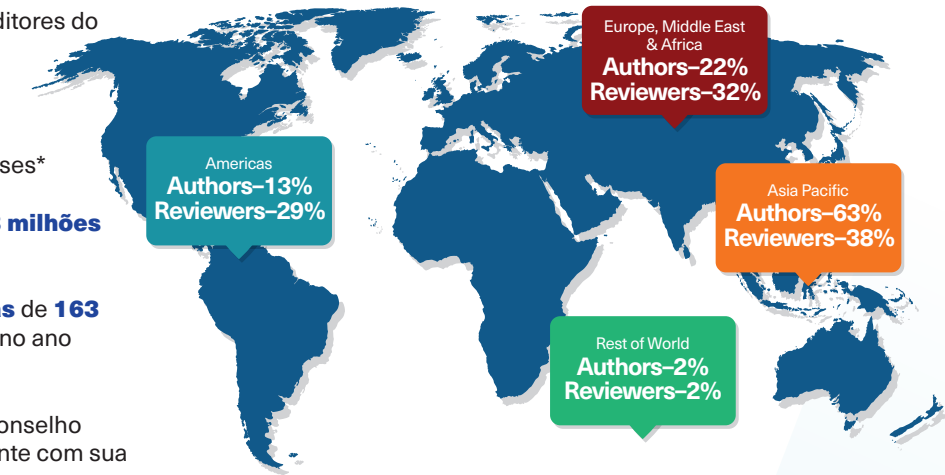 ditores do
ses*
milhões
as de 163
no ano
onselho
nte com sua
Europe, Middle East
& Africa
Authors–22%
Reviewers–32%
Americas
Authors–13%
Reviewers–29%
Asia Pacific
Authors–63%
Reviewers–38%
Rest of World
Authors–2%
Reviewers–2%